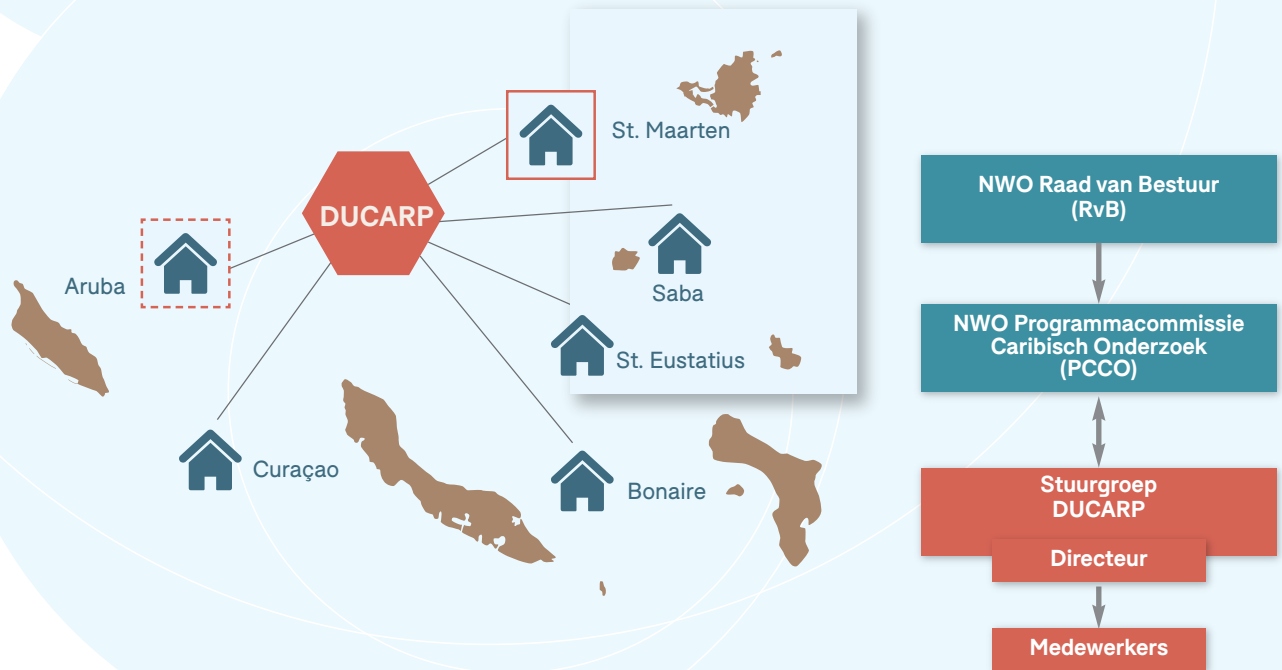 St. Maarten
DUCARP
Aruba
Saba
St. Eustatius
Curaçao
Bonaire
NWO Raad van Bestuur
(RvB)
NWO Programmacommissie
Caribisch Onderzoek
(PCCO)
Stuurgroep
DUCARP
Directeur
Medewerkers